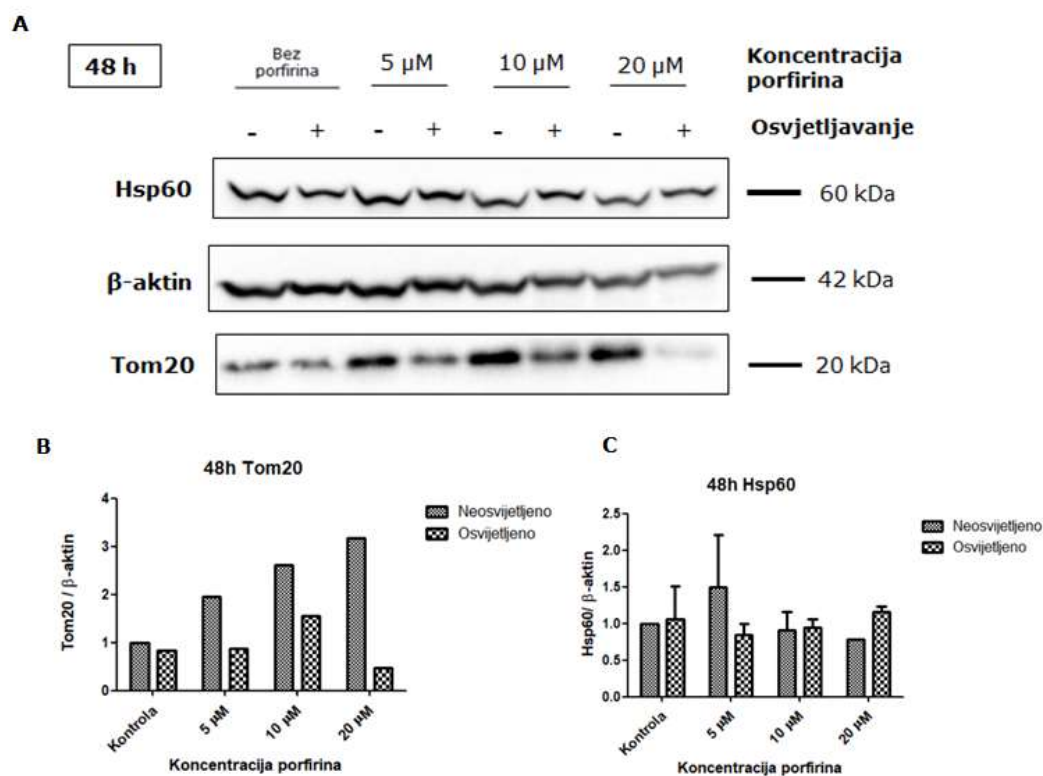 A
48 h
Bez
porfirina
5 µM
10 µM
20 µM
Koncentracija
porfirina
- + - + - + - +
Osvjetljavanje
Hsp60
60 kDa
β-aktin
42 kDa
Tom20
20 kDa
B
48h Tom20
Tom20 / β-aktin
4
3
2
1
0
Kontrola
5 µM
10 µM
20 µM
Koncentracija porfirina
Neosvijetljeno
Osvijetljeno
C
48h Hsp60
Hsp60/ β-aktin
2.5
2.0
1.5
1.0
0.5
0.0
Kontrola
5 µM
10 µM
20 µM
Koncentracija porfirina
Neosvijetljeno
Osvijetljeno